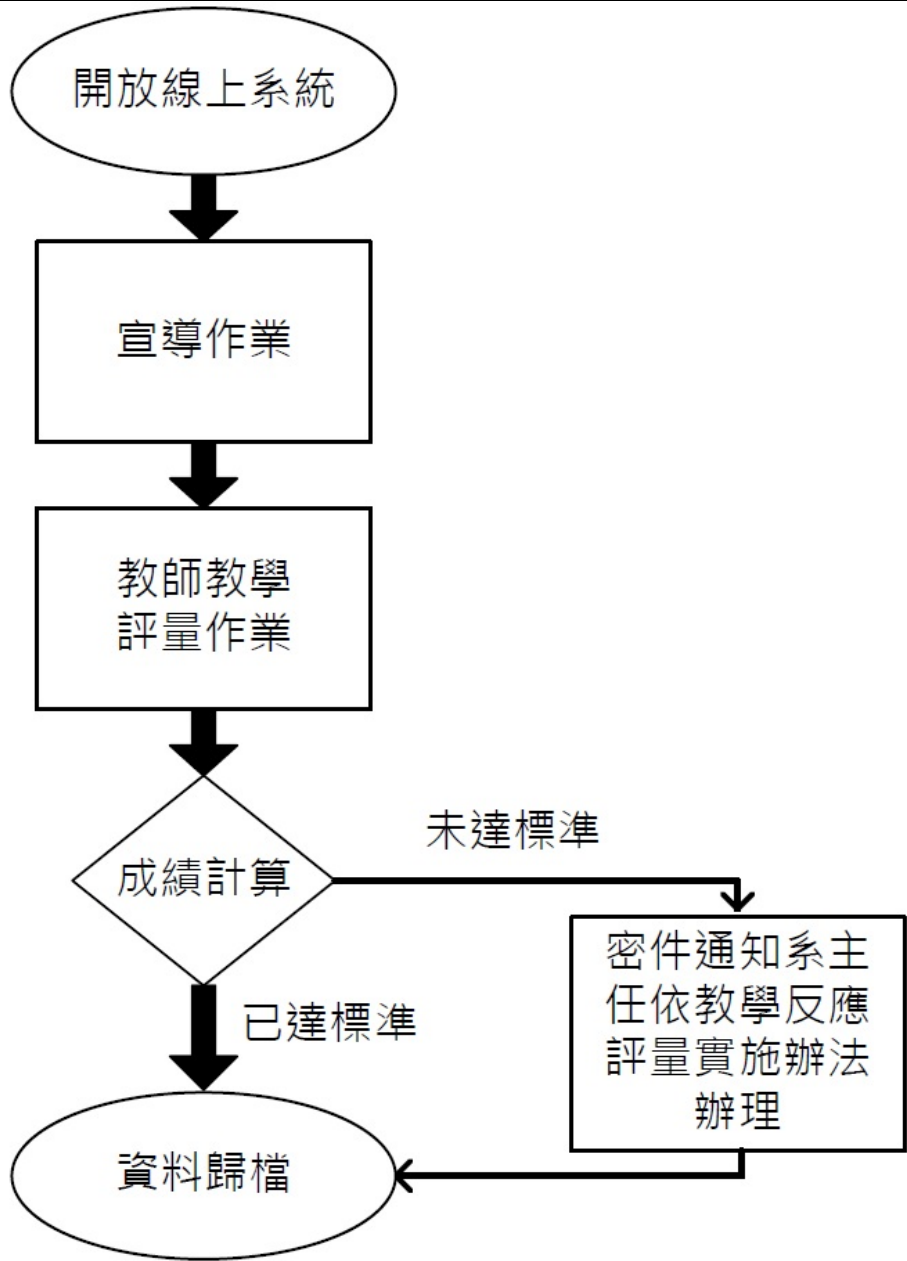 開放線上系統
宣導作業
教師教學
評量作業
成績計算
未達標準
密件通知系主
任依教學反應
評量實施辦法
辦理
已達標準
資料歸檔